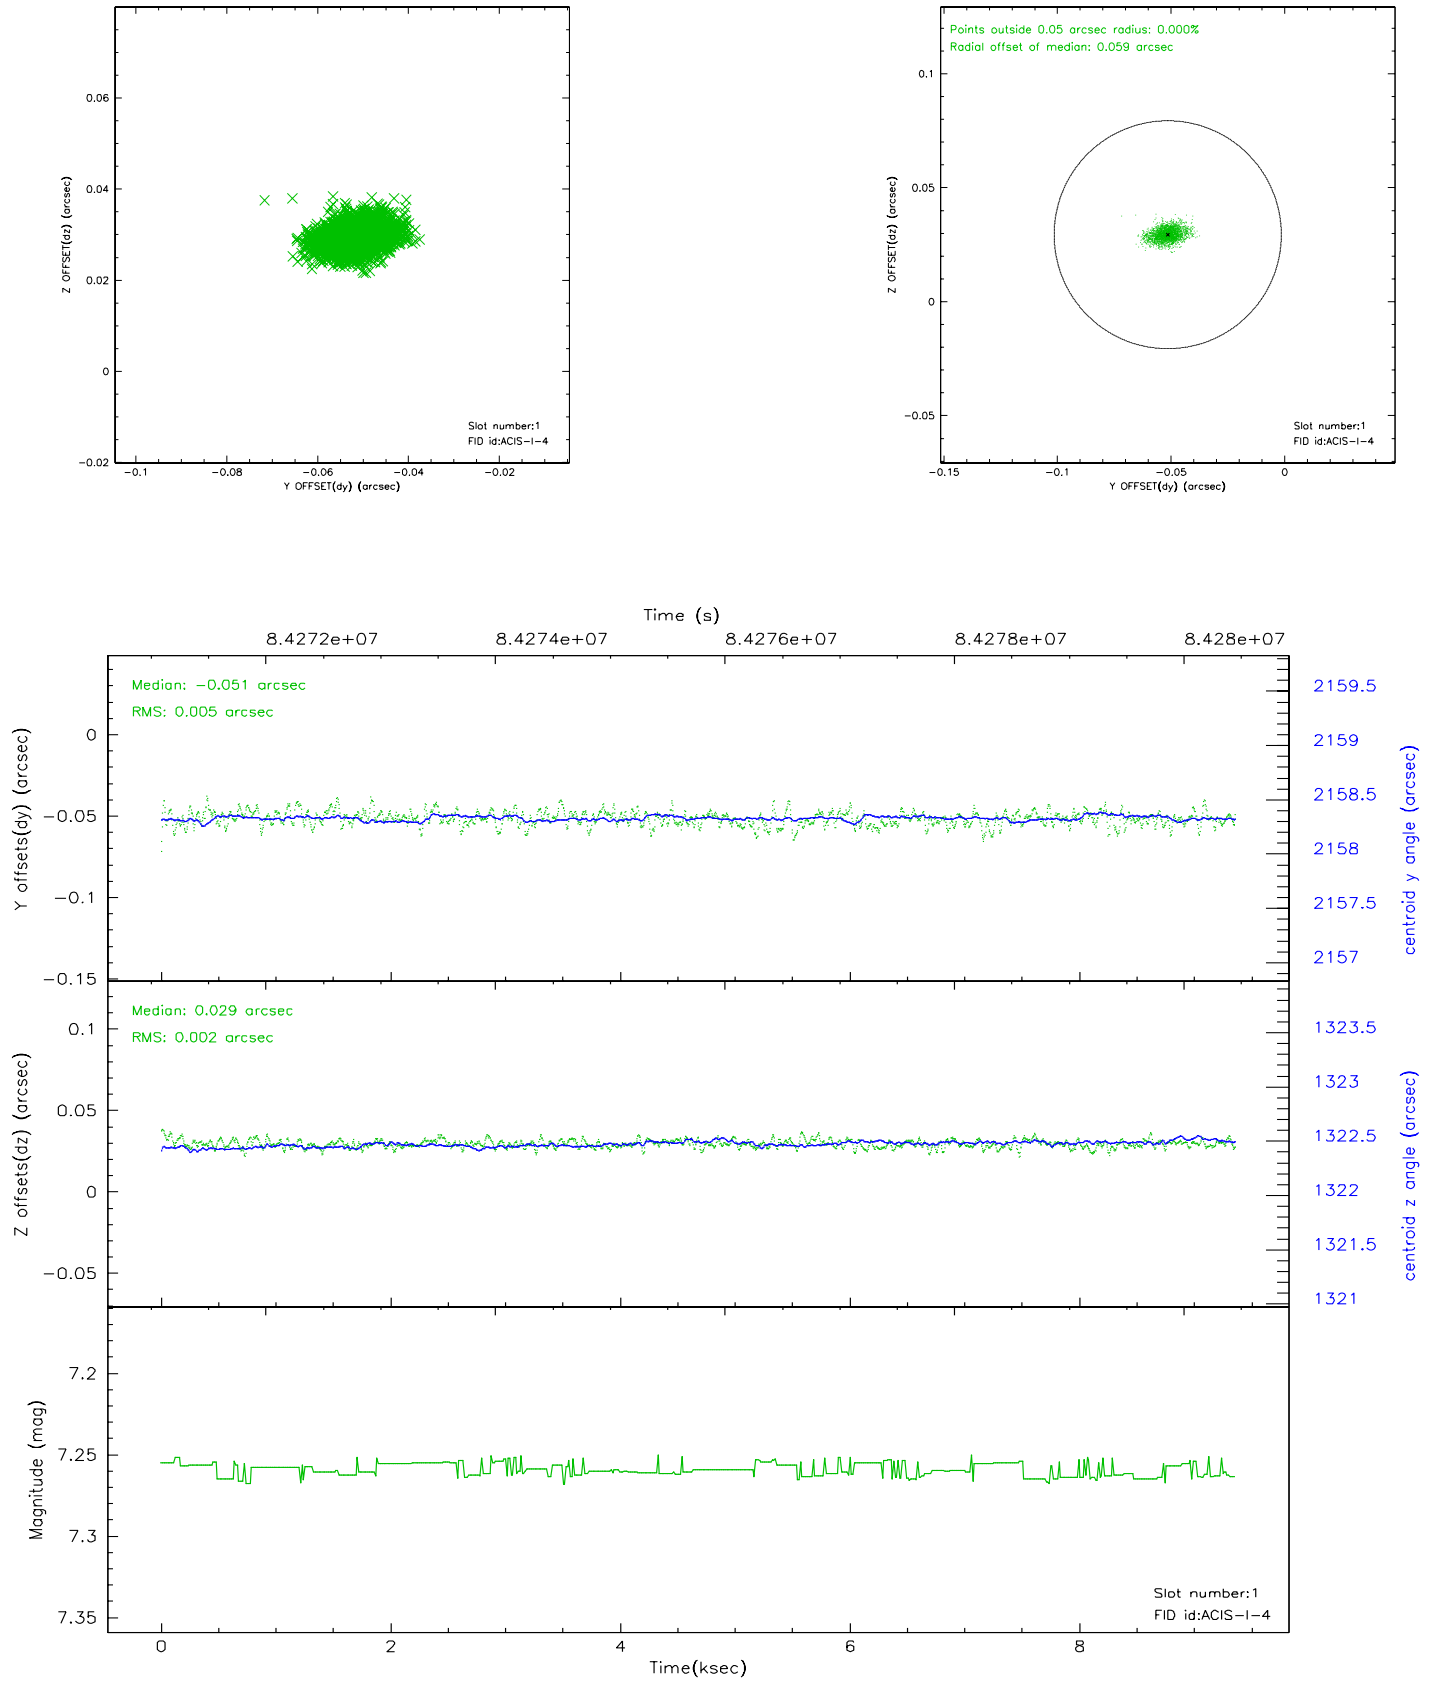 0.06
0.04
0.02
0
−0.02
Z OFFSET(dz) (arcsec)
Slot number:1
FID id:ACIS−I−4
−0.1
−0.08
−0.06
−0.04
−0.02
Y OFFSET(dy) (arcsec)
Points outside 0.05 arcsec radius: 0.000%
Radial offset of median: 0.059 arcsec
0.1
0.05
0
−0.05
Z OFFSET(dz) (arcsec)
Slot number:1
FID id:ACIS−I−4
−0.15
−0.1
−0.05
0
Y OFFSET(dy) (arcsec)
Time (s)
8.4272e+07
8.4274e+07
8.4276e+07
8.4278e+07
8.428e+07
Median: −0.051 arcsec
RMS: 0.005 arcsec
0
−0.05
−0.1
−0.15
Y offsets(dy) (arcsec)
2159.5
2159
2158.5
2158
2157.5
2157
centroid y angle (arcsec)
Median: 0.029 arcsec
RMS: 0.002 arcsec
0.1
0.05
0
−0.05
Z offsets(dz) (arcsec)
1323.5
1323
1322.5
1322
1321.5
1321
centroid z angle (arcsec)
7.2
7.25
7.3
7.35
Magnitude (mag)
Slot number:1
FID id:ACIS−I−4
0
2
4
6
8
Time(ksec)